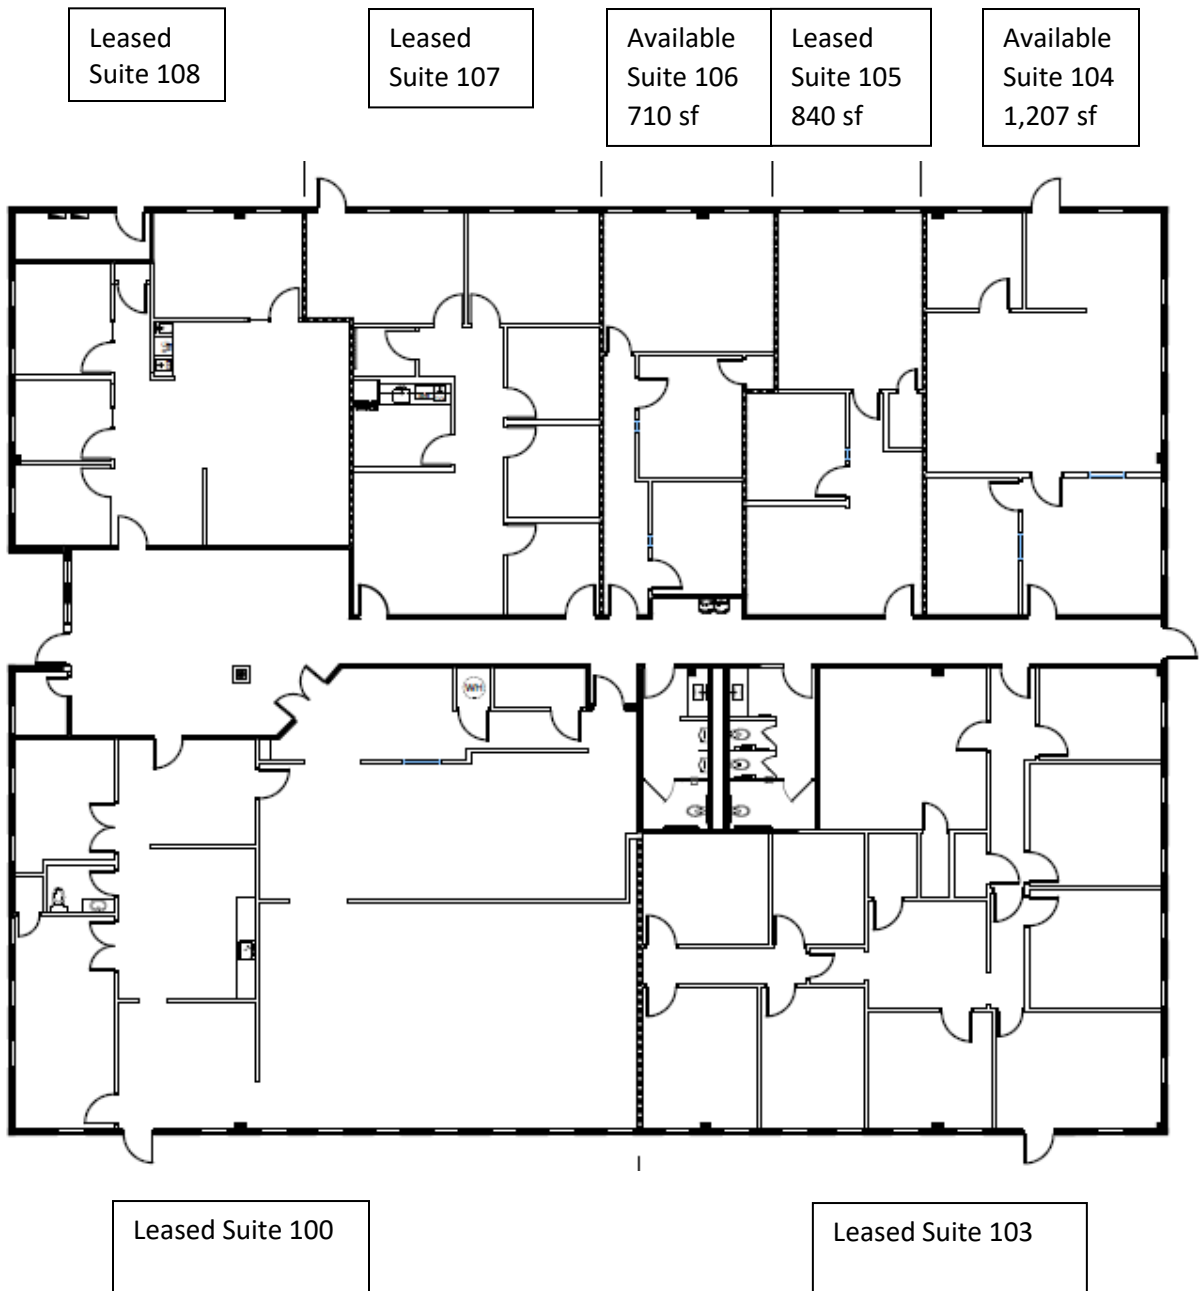 Leased
Suite 108
Leased
Suite 107
Available
Suite 106
710 sf
Leased
Suite 105
840 sf
Available
Suite 104
1,207 sf
WH
Leased Suite 100
Leased Suite 103